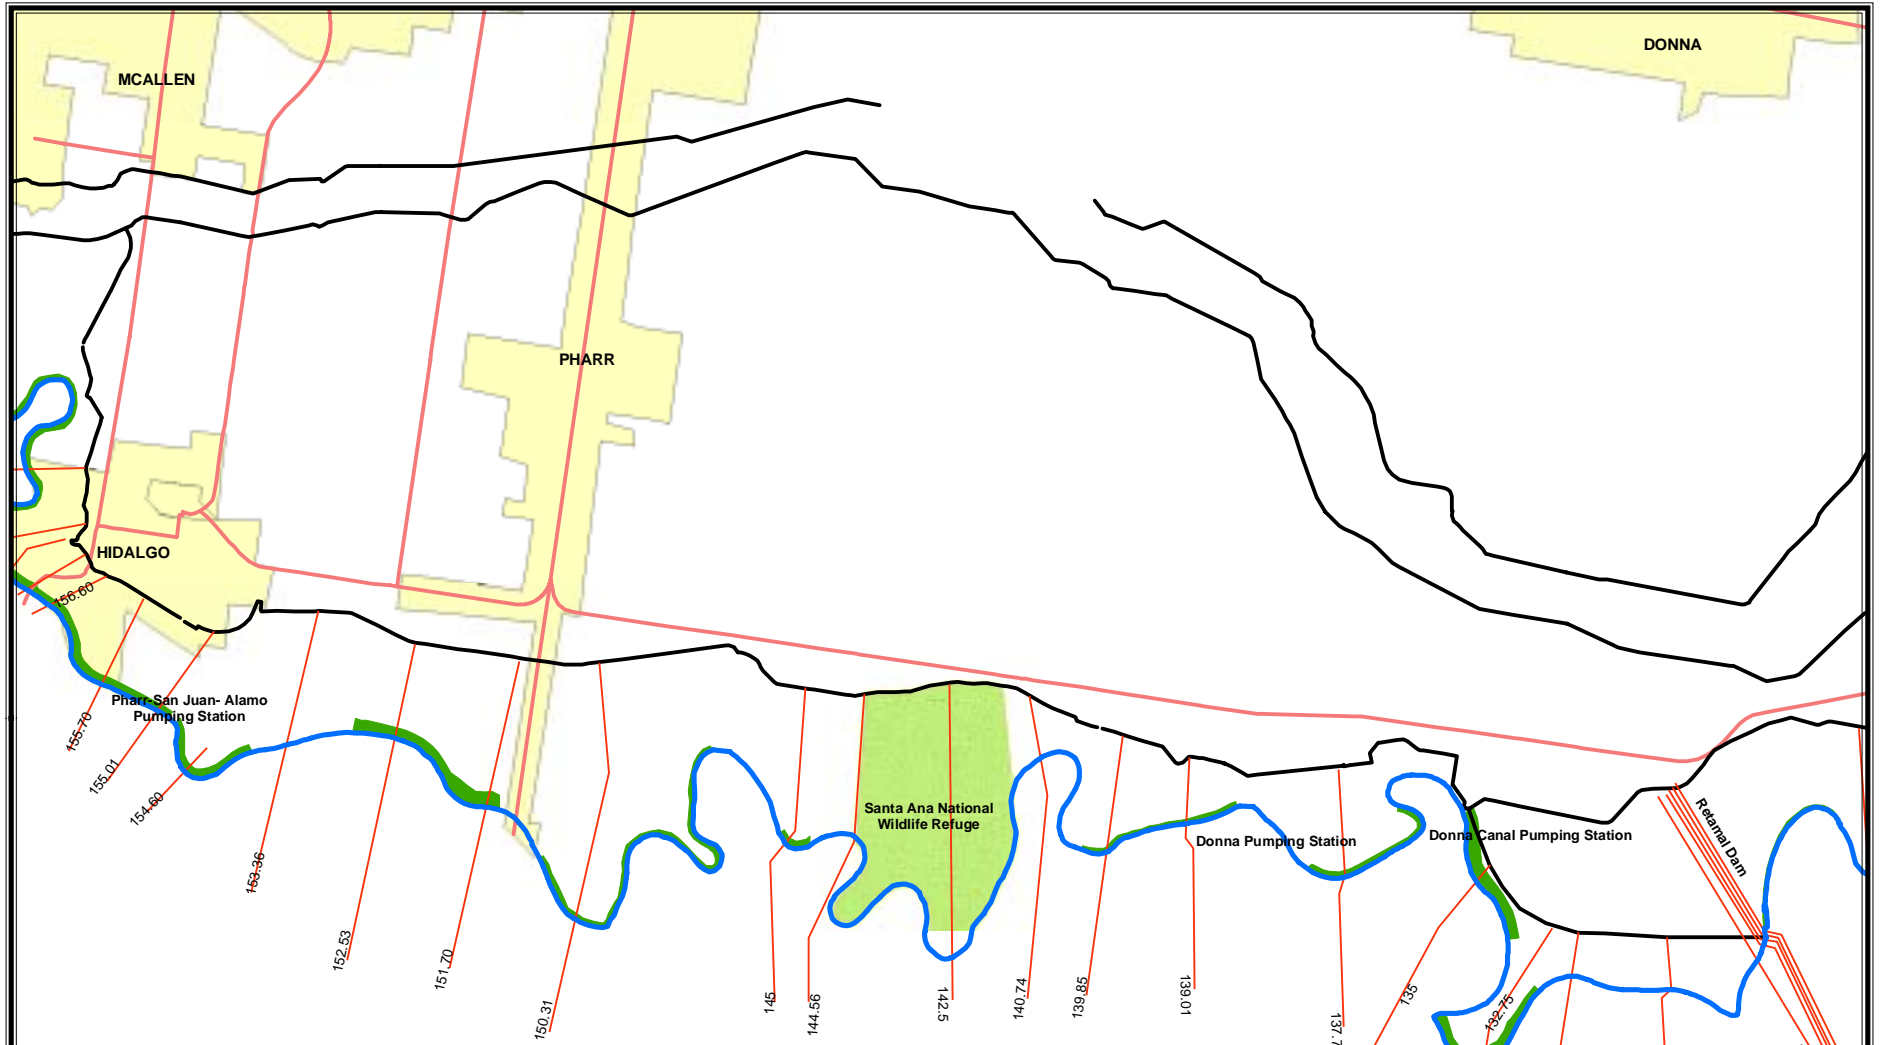 DONNA
MCALLEN
PHARR
HIDALGO
156.60
Pharr-San Juan- Alamo
Pumping Station
155.70
155.01
154.60
153.36
152.53
151.70
150.31
145
144.56
Santa Ana National
Wildlife Refuge
142.5
140.74
139.85
139.01
Donna Pumping Station
137.7
Donna Canal Pumping Station
135
132.75
Retamal Dam